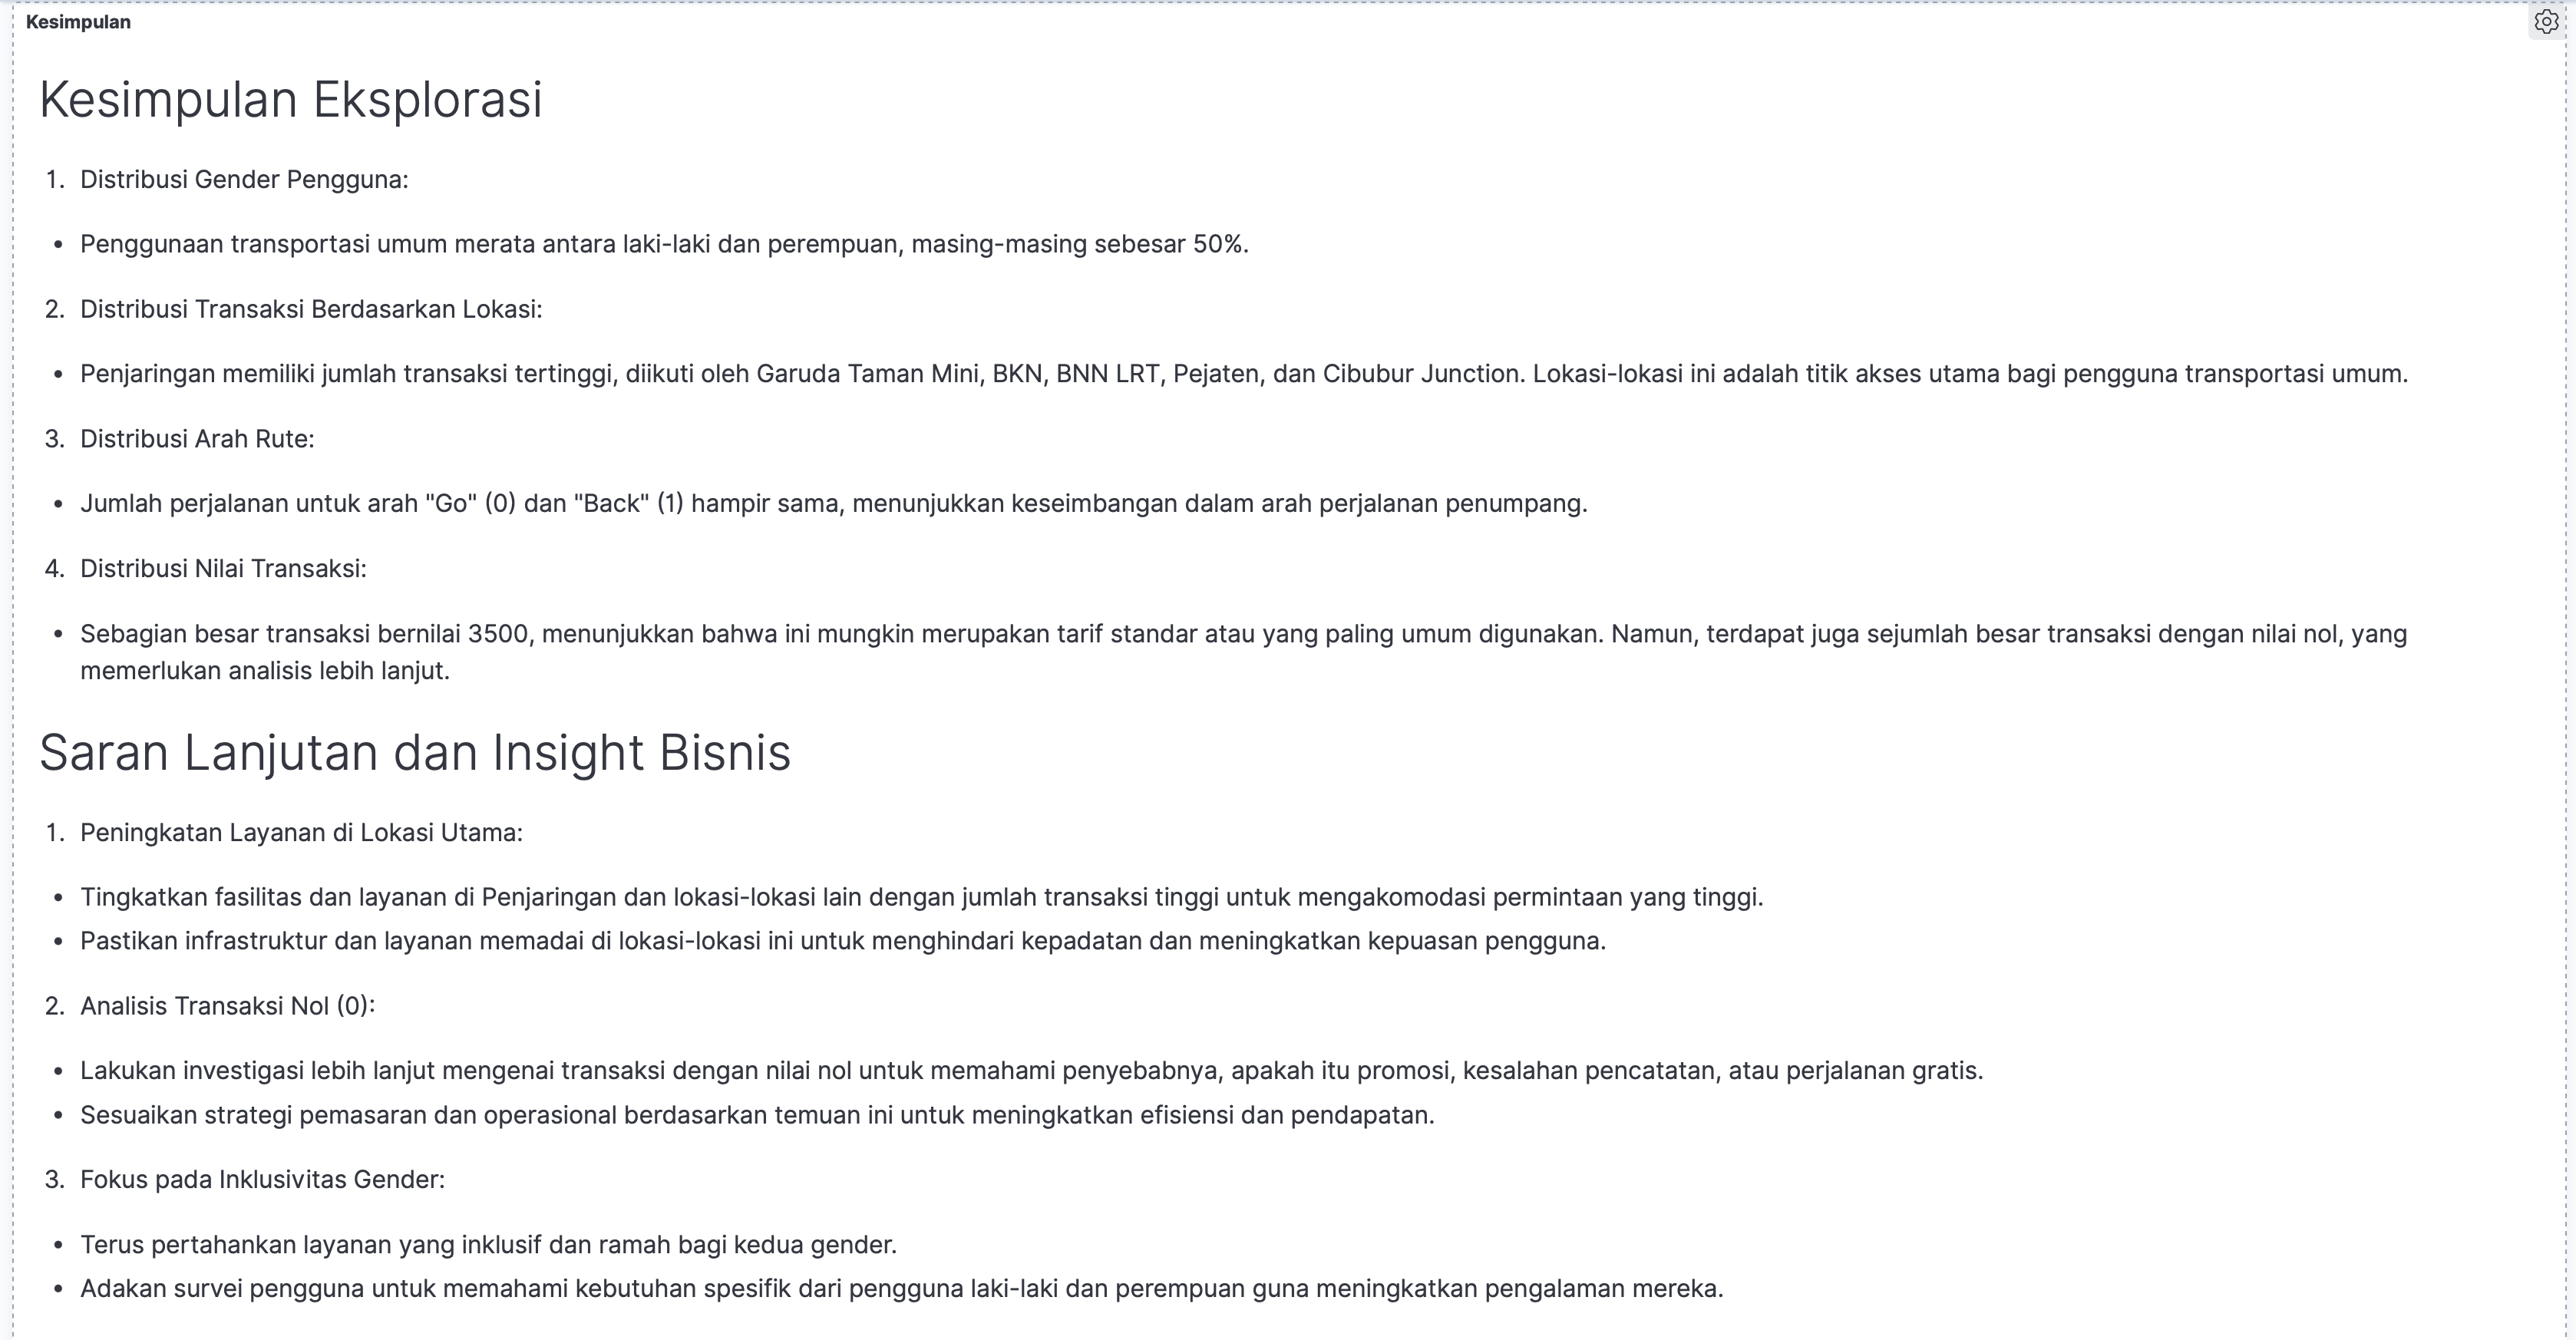 Kesimpulan
Kesimpulan Eksplorasi
1. Distribusi Gender Pengguna:
• Penggunaan transportasi umum merata antara laki-laki dan perempuan, masing-masing sebesar 50%.
2. Distribusi Transaksi Berdasarkan Lokasi:
• Penjaringan memiliki jumlah transaksi tertinggi, diikuti oleh Garuda Taman Mini, BKN, BNN LRT, Pejaten, dan Cibubur Junction. Lokasi-lokasi ini adalah titik akses utama bagi pengguna transportasi umum.
3. Distribusi Arah Rute:
• Jumlah perjalanan untuk arah "Go" (0) dan "Back" (1) hampir sama, menunjukkan keseimbangan dalam arah perjalanan penumpang.
4. Distribusi Nilai Transaksi:
• Sebagian besar transaksi bernilai 3500, menunjukkan bahwa ini mungkin merupakan tarif standar atau yang paling umum digunakan. Namun, terdapat juga sejumlah besar transaksi dengan nilai nol, yang
memerlukan analisis lebih lanjut.
Saran Lanjutan dan Insight Bisnis
1. Peningkatan Layanan di Lokasi Utama:
• Tingkatkan fasilitas dan layanan di Penjaringan dan lokasi-lokasi lain dengan jumlah transaksi tinggi untuk mengakomodasi permintaan yang tinggi.
• Pastikan infrastruktur dan layanan memadai di lokasi-lokasi ini untuk menghindari kepadatan dan meningkatkan kepuasan pengguna.
2. Analisis Transaksi Nol (0):
• Lakukan investigasi lebih lanjut mengenai transaksi dengan nilai nol untuk memahami penyebabnya, apakah itu promosi, kesalahan pencatatan, atau perjalanan gratis.
• Sesuaikan strategi pemasaran dan operasional berdasarkan temuan ini untuk meningkatkan efisiensi dan pendapatan.
3. Fokus pada Inklusivitas Gender:
• Terus pertahankan layanan yang inklusif dan ramah bagi kedua gender.
• Adakan survei pengguna untuk memahami kebutuhan spesifik dari pengguna laki-laki dan perempuan guna meningkatkan pengalaman mereka.